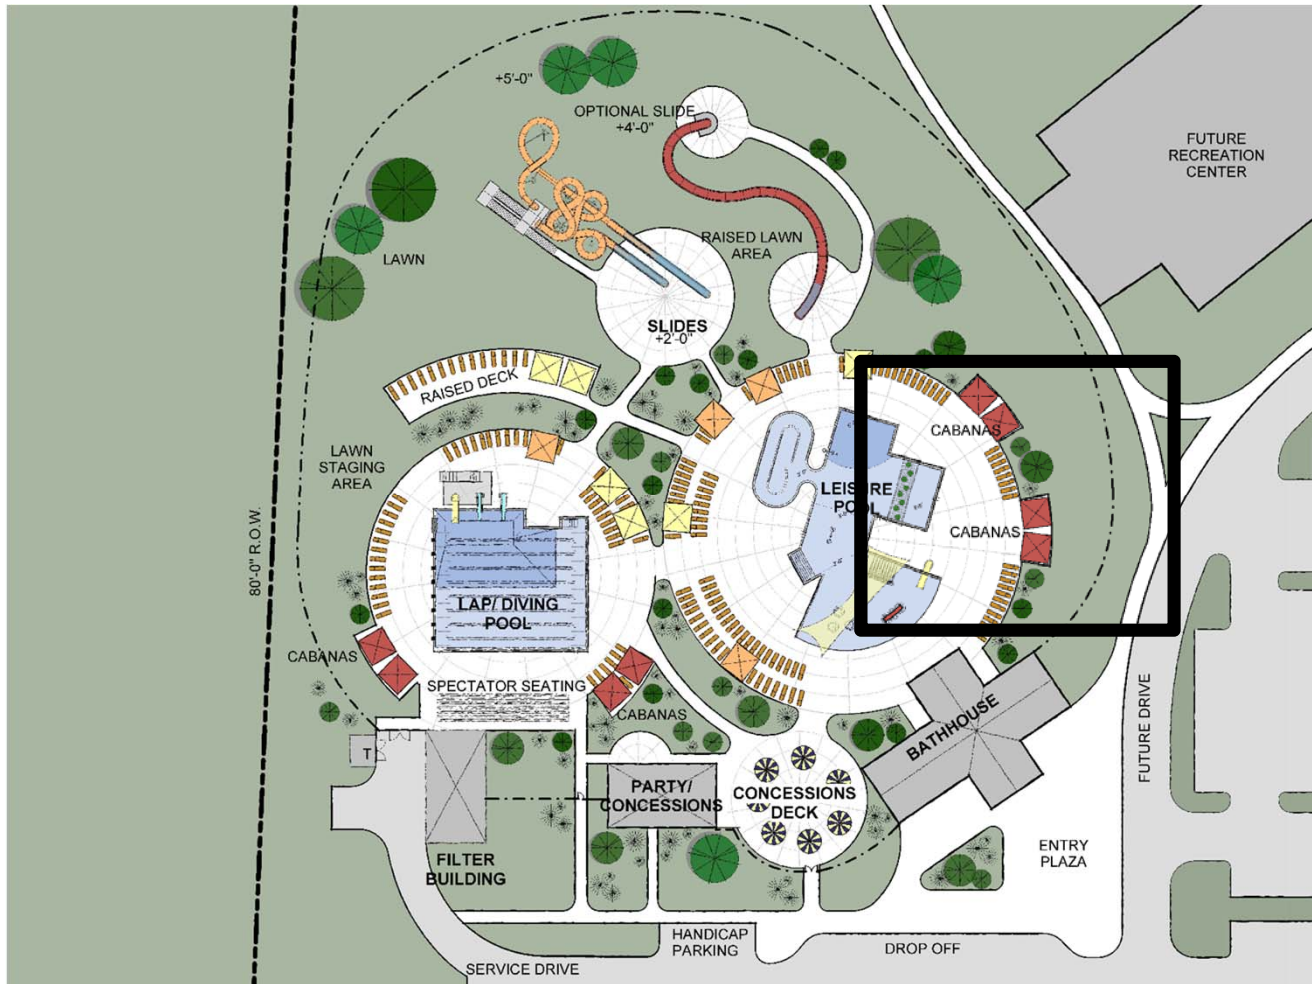 +5'-0"
OPTIONAL SLIDE
+4'-0"
FUTURE
RECREATION
CENTER
RAISED LAWN
AREA
LAWN
SLIDES
+2'-0"
RAISED DECK
CABANAS
LAWN
STAGING
AREA
LEISURE
POOL
CABANAS
80'-0" R.O.W.
LAP/ DIVING
POOL
CABANAS
SPECTATOR SEATING
CABANAS
BATHHOUSE
FUTURE DRIVE
T
PARTY/
CONCESSIONS
CONCESSIONS
DECK
FILTER
BUILDING
ENTRY
PLAZA
HANDICAP
PARKING
DROP OFF
SERVICE DRIVE